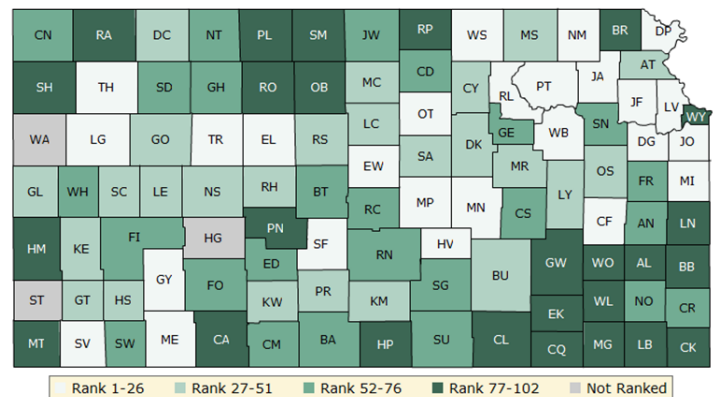 CN RA DC NT PL SM JW RP WS MS NM BR DP
SH TH SD GH RO OB MC CD CY RL PT JA AT
WA LG GO TR EL RS LC OT DK GE WB SN JF LV WY
GL WH SC LE NS RH BT EW SA MR LY OS DG JO
HM KE FI HG PN SF RC MP MN CS CF FR MI
ST GT HS GY FO ED PR RN HV SG BU GW AN LN
MT SV SW ME CA KW CM BA KM HP SU CL EK CQ
WO AL BB
WL NO CR
MG LB CK
Rank 1-26 Rank 27-51 Rank 52-76 Rank 77-102 Not Ranked